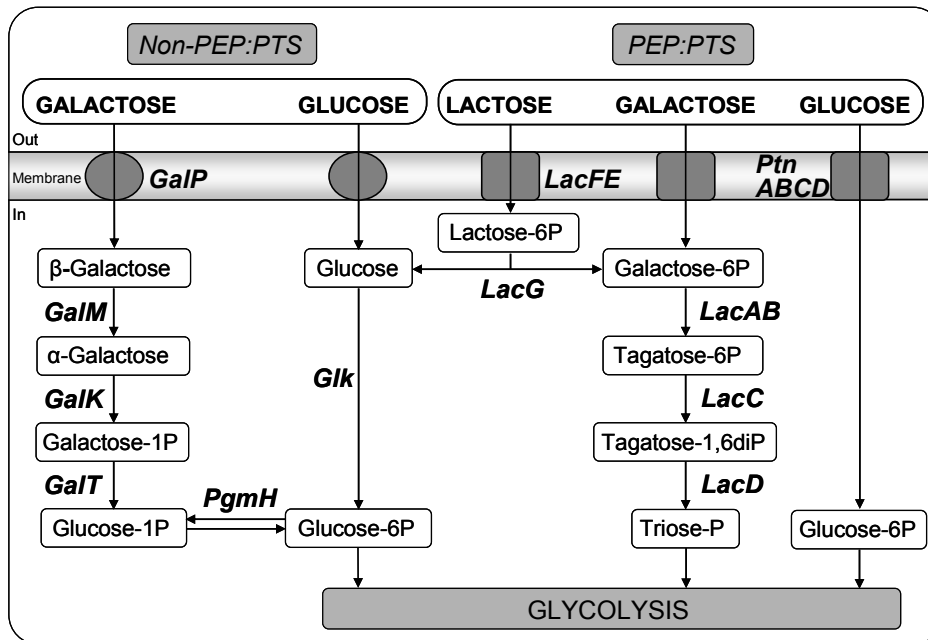 Non-PEP:PTS
PEP:PTS
GALACTOSE
GLUCOSE
LACTOSE
GALACTOSE
GLUCOSE
Out
Membrane
GalP
LacFE
Ptn
ABCD
In
Lactose-6P
β-Galactose
Glucose
LacG
Galactose-6P
GalM
LacAB
α-Galactose
Glk
Tagatose-6P
GalK
LacC
Galactose-1P
Tagatose-1,6diP
GalT
PgmH
LacD
Glucose-1P
Glucose-6P
Triose-P
Glucose-6P
GLYCOLYSIS